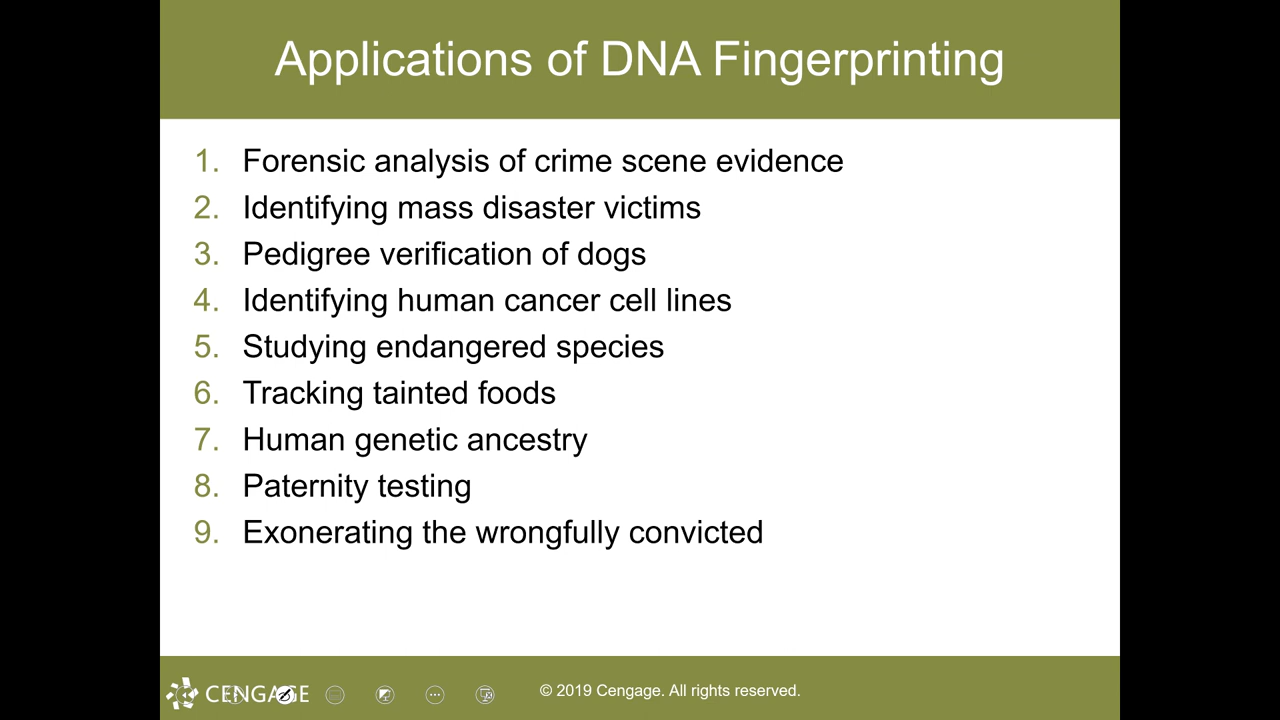 Applications of DNA Fingerprinting
1. Forensic analysis of crime scene evidence
2. Identifying mass disaster victims
3. Pedigree verification of dogs
4. Identifying human cancer cell lines
5. Studying endangered species
6. Tracking tainted foods
7. Human genetic ancestry
8. Paternity testing
9. Exonerating the wrongfully convicted
CENGAGE
© 2019 Cengage. All rights reserved.